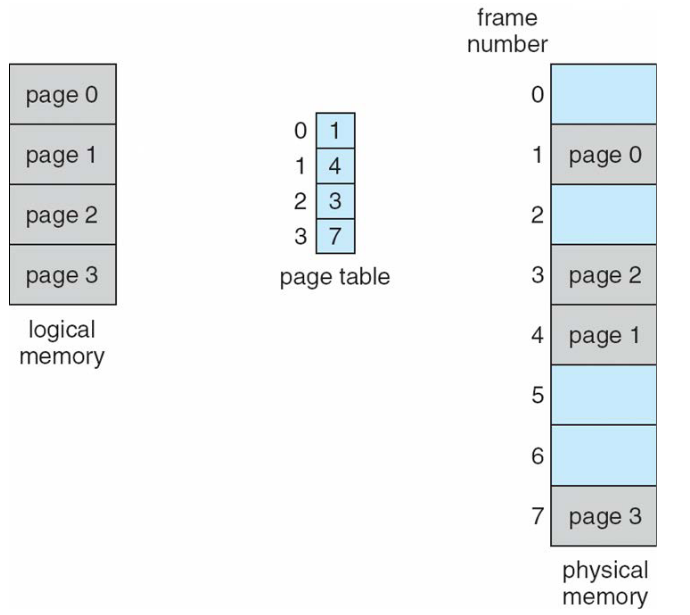 frame
number
page 0
page 1
page 2
page 3
logical
memory
0 1
1 4
2 3
3 7
page table
0
1 page 0
2
3 page 2
4 page 1
5
6
7 page 3
physical
memory